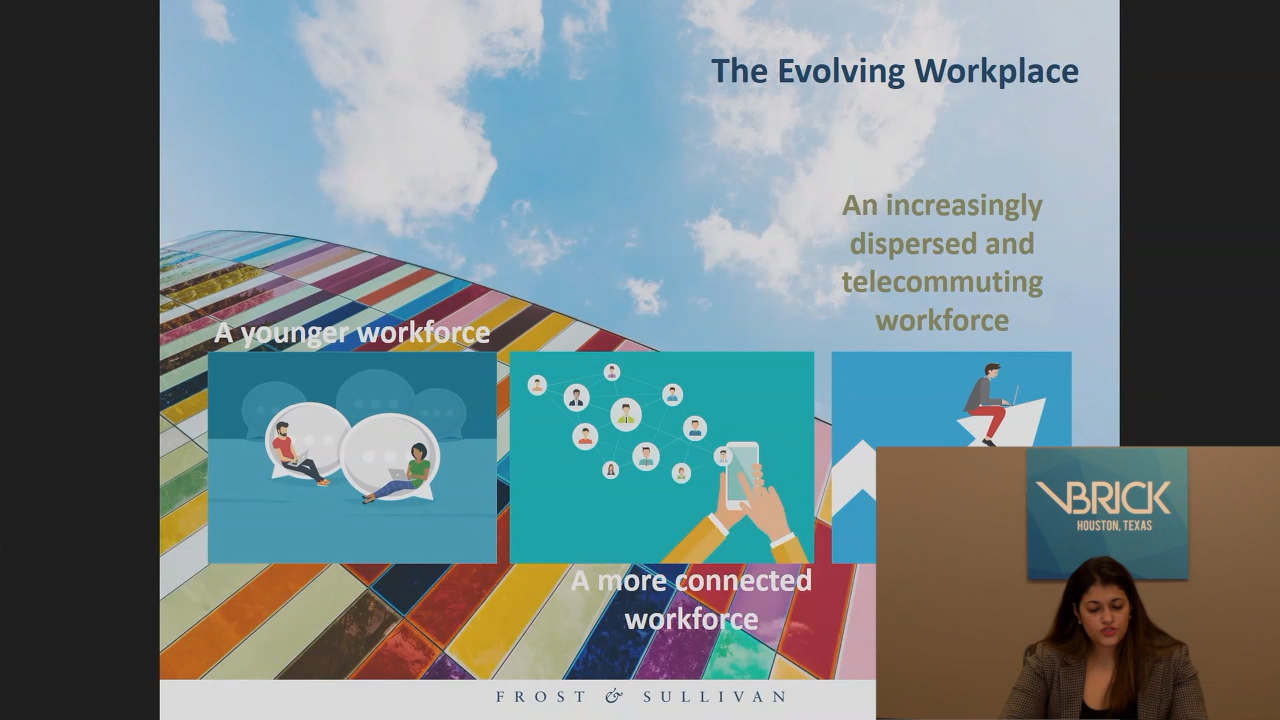 The Evolving Workplace
An increasingly
dispersed and
telecommuting
workforce
A younger workforce
A more connected
workforce
VBRICK
HOUSTON, TEXAS
FROST & SULLIVAN